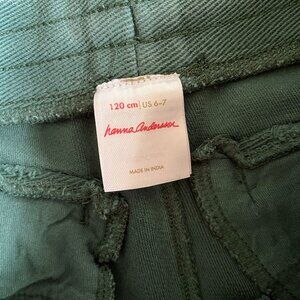 120 cm | US 6-7
hanna andersson
MADE IN INDIA